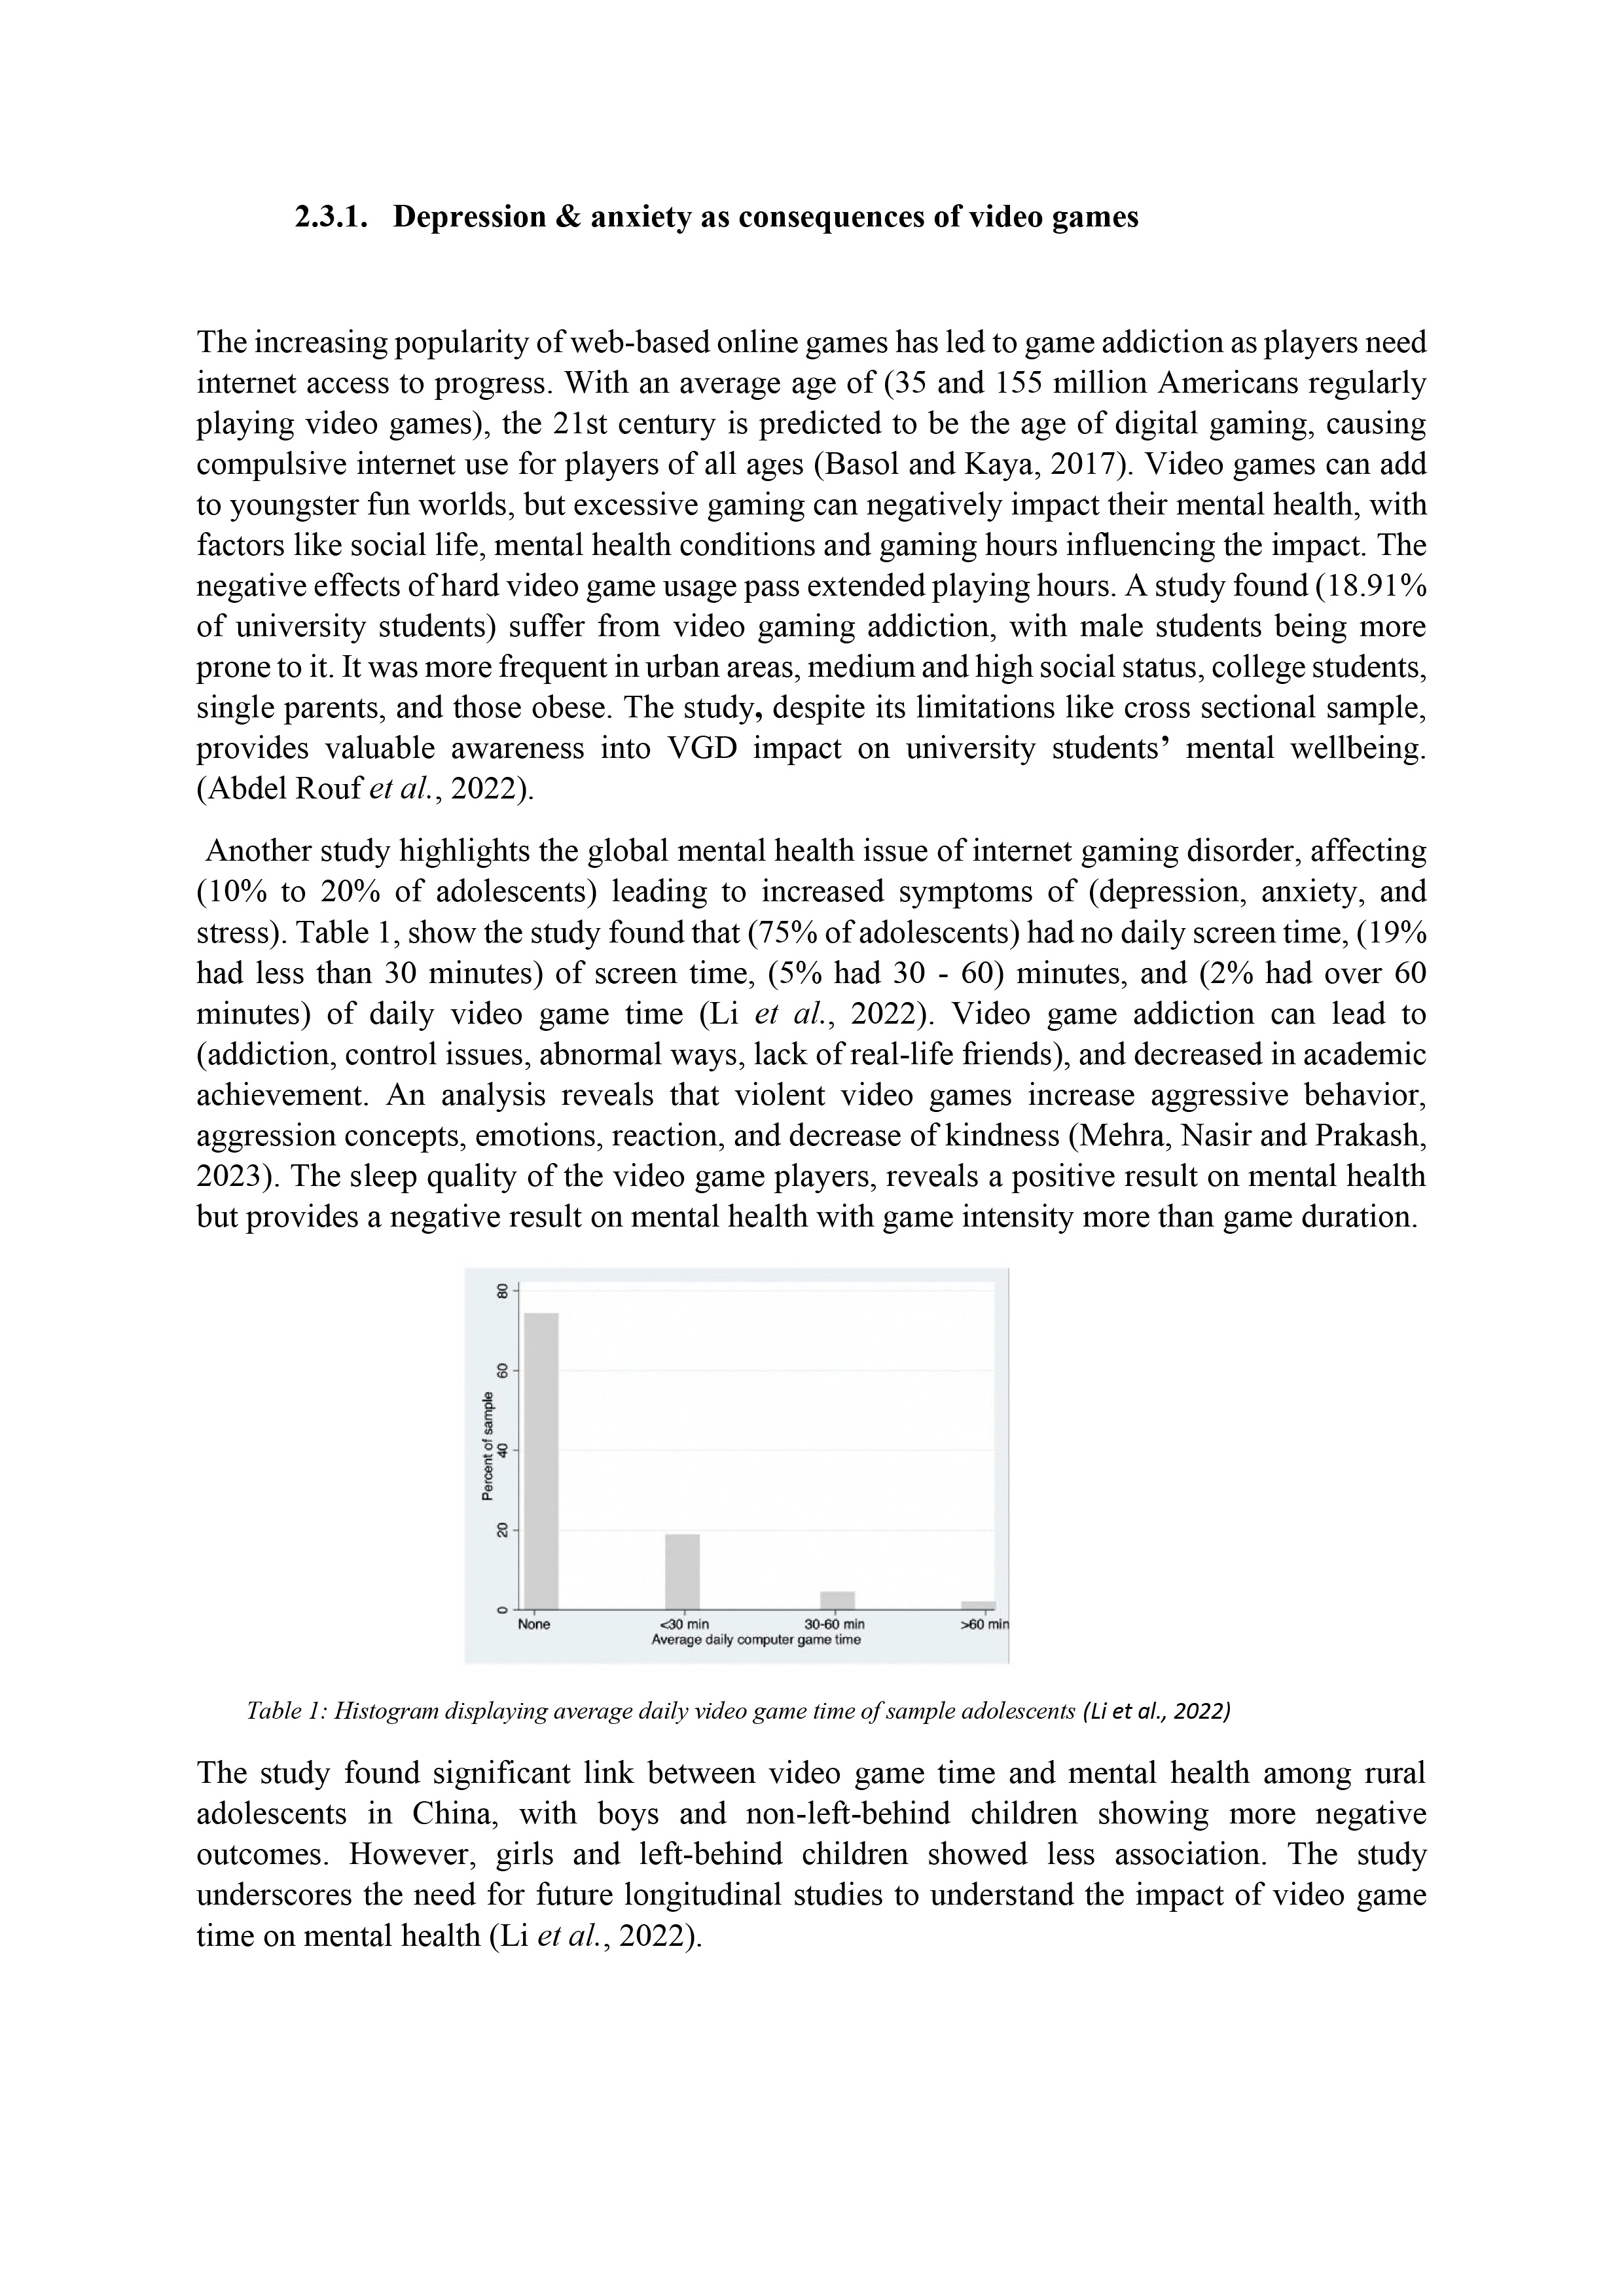 2.3.1. Depression & anxiety as consequences of video games
The increasing popularity of web-based online games has led to game addiction as players need
internet access to progress. With an average age of (35 and 155 million Americans regularly
playing video games), the 21st century is predicted to be the age of digital gaming, causing
compulsive internet use for players of all ages (Basol and Kaya, 2017). Video games can add
to youngster fun worlds, but excessive gaming can negatively impact their mental health, with
factors like social life, mental health conditions and gaming hours influencing the impact. The
negative effects of hard video game usage pass extended playing hours. A study found (18.91%
of university students) suffer from video gaming addiction, with male students being more
prone to it. It was more frequent in urban areas, medium and high social status, college students,
single parents, and those obese. The study, despite its limitations like cross sectional sample,
provides valuable awareness into VGD impact on university students’ mental wellbeing.
(Abdel Rouf et al., 2022).
Another study highlights the global mental health issue of internet gaming disorder, affecting
(10% to 20% of adolescents) leading to increased symptoms of (depression, anxiety, and
stress). Table 1, show the study found that (75% of adolescents) had no daily screen time, (19%
had less than 30 minutes) of screen time, (5% had 30 - 60) minutes, and (2% had over 60
minutes) of daily video game time (Li et al., 2022). Video game addiction can lead to
(addiction, control issues, abnormal ways, lack of real-life friends), and decreased in academic
achievement. An analysis reveals that violent video games increase aggressive behavior,
aggression concepts, emotions, reaction, and decrease of kindness (Mehra, Nasir and Prakash,
2023). The sleep quality of the video game players, reveals a positive result on mental health
but provides a negative result on mental health with game intensity more than game duration.
80
60
40
20
0
Percent of sample
None <30 min 30-60 min >60 min
Average daily computer game time
Table 1: Histogram displaying average daily video game time of sample adolescents (Li et al., 2022)
The study found significant link between video game time and mental health among rural
adolescents in China, with boys and non-left-behind children showing more negative
outcomes. However, girls and left-behind children showed less association. The study
underscores the need for future longitudinal studies to understand the impact of video game
time on mental health (Li et al., 2022).